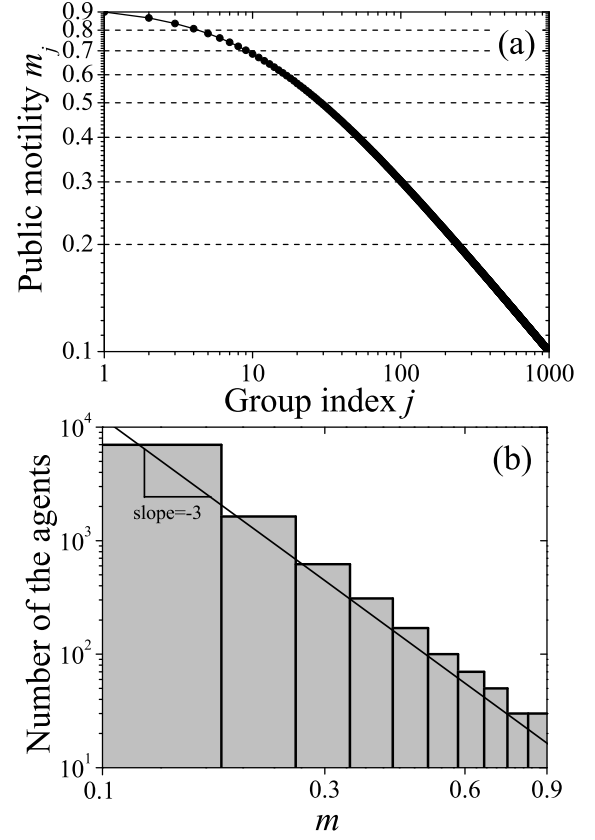 0.9
0.8
0.7
0.6
0.5
0.4
0.3
0.2
0.1
Public motility m_j
(a)
1 10 100 1000
Group index j
10^4
10^3
10^2
10^1
Number of the agents
(b)
slope=-3
0.1 0.3 0.6 0.9
m